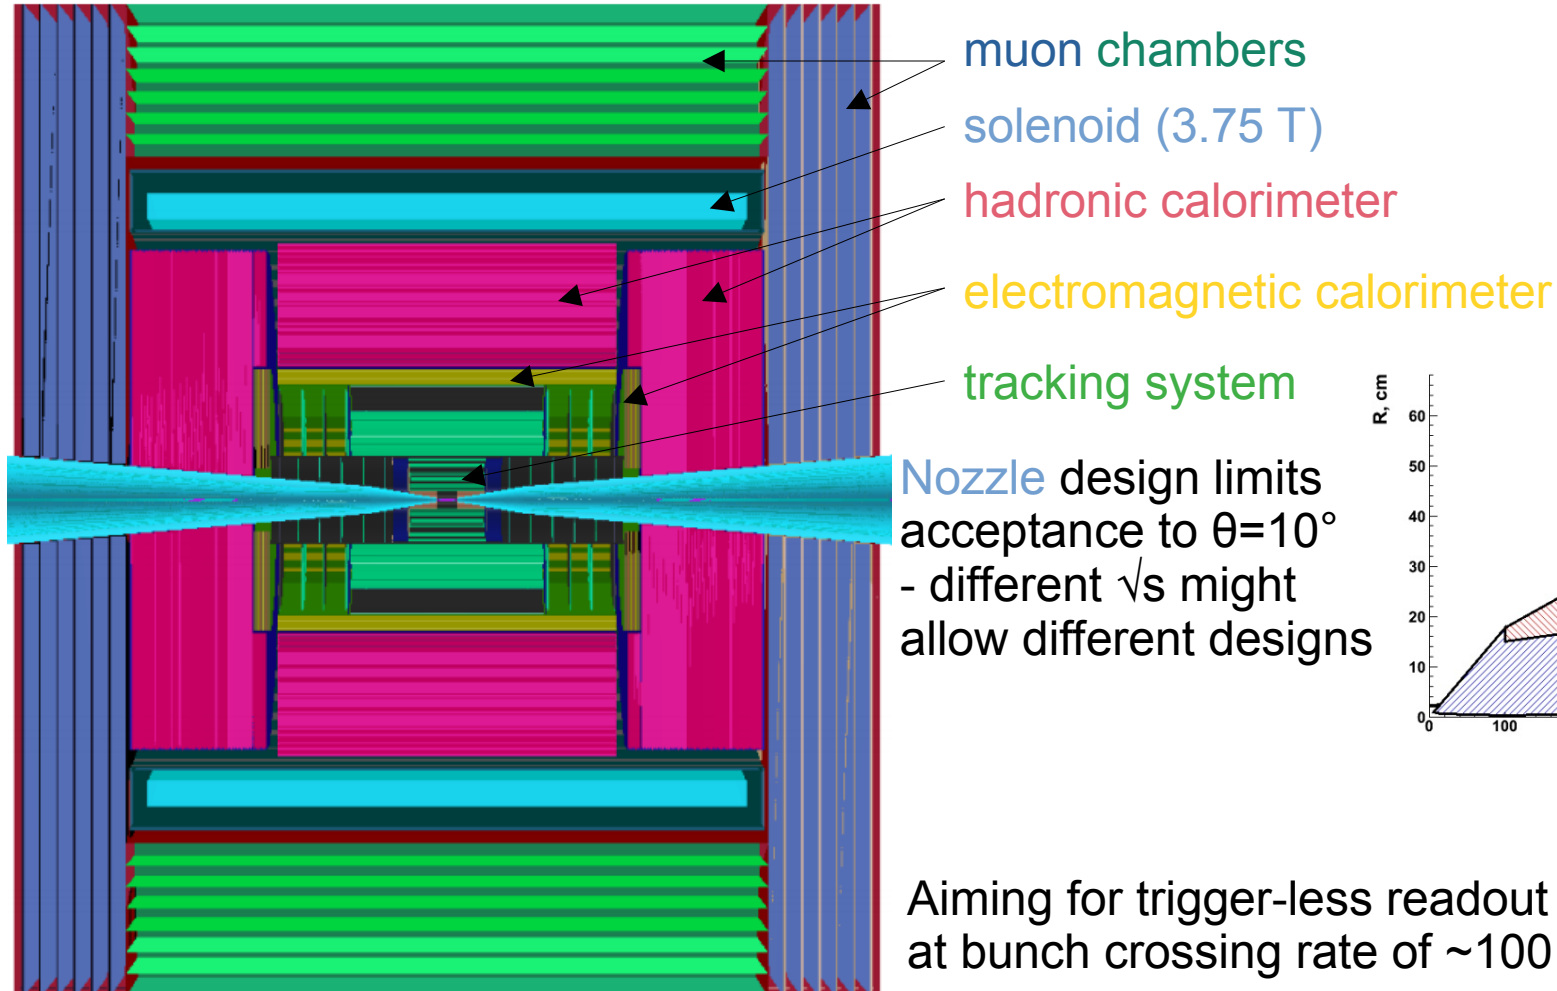 muon chambers
solenoid (3.75 T)
hadronic calorimeter
electromagnetic calorimeter
tracking system
Nozzle design limits
acceptance to θ=10°
- different √s might
allow different designs
R, cm
60
50
40
30
20
10
0
0
100
Aiming for trigger-less readout
at bunch crossing rate of ~100